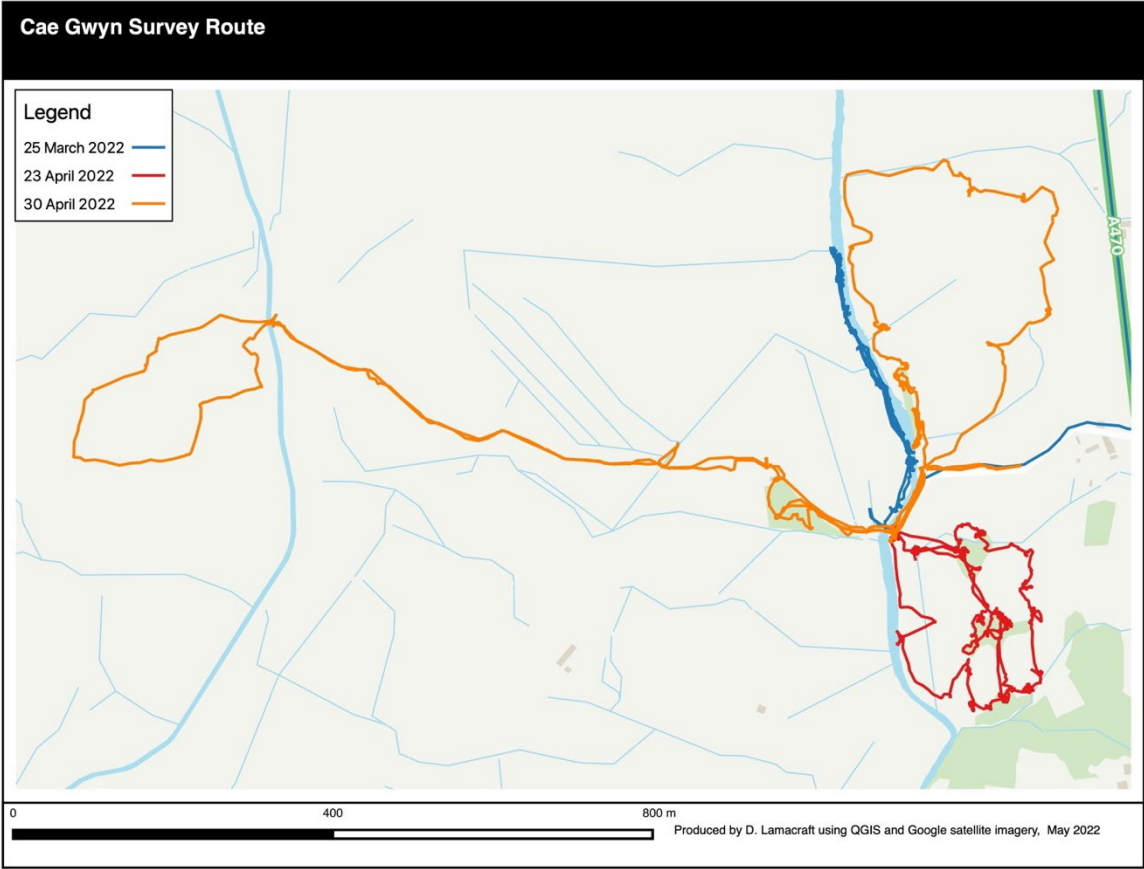 Cae Gwyn Survey Route
Legend
25 March 2022
23 April 2022
30 April 2022
A470
0 400 800 m
Produced by D. Lamacraft using QGIS and Google satellite imagery, May 2022